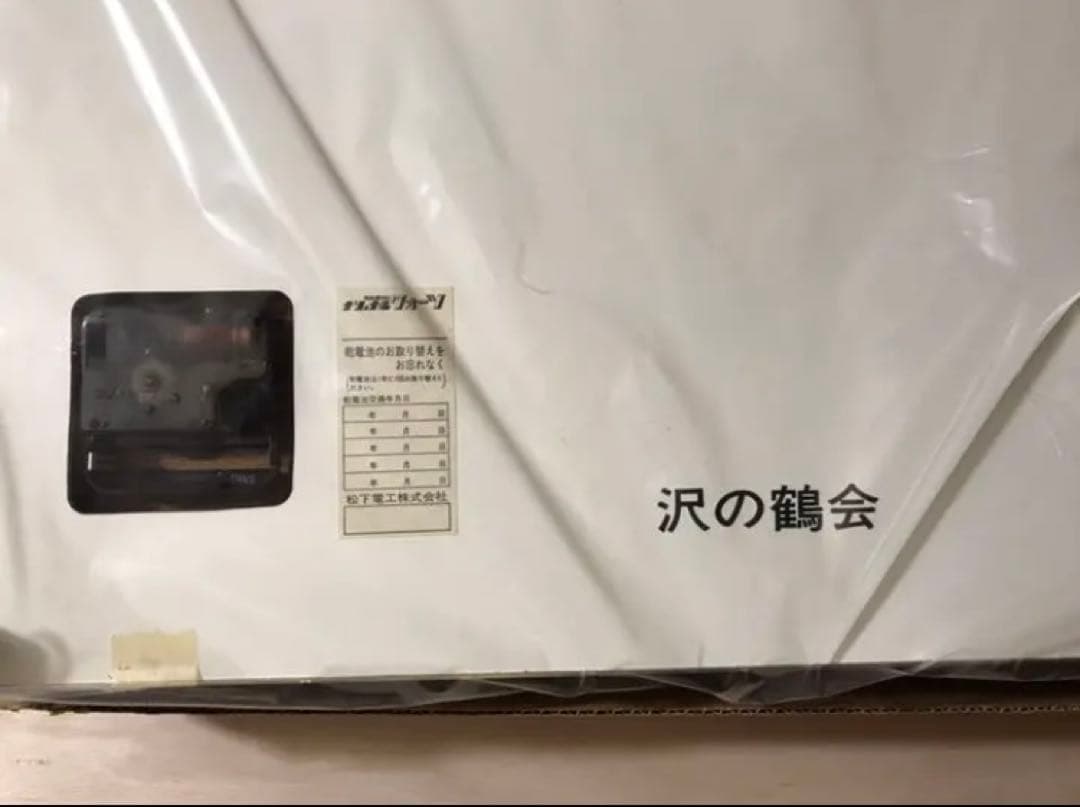 ナショナルクォーツ
乾電池のお取り替えを
お忘れなく
乾電池交換年月日
年 月 日
年 月 日
年 月 日
年 月 日
年 月 日
松下電工株式会社
沢の鶴会